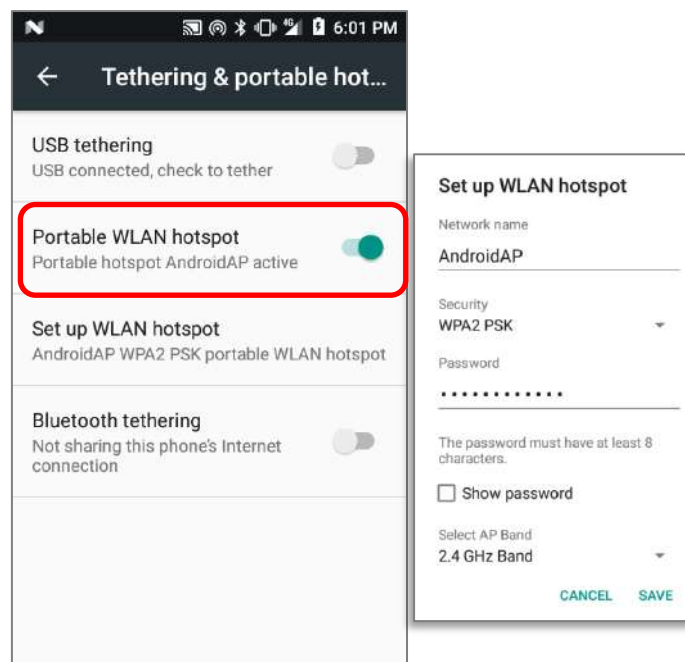 6:01 PM
Tethering & portable hot...
USB tethering
USB connected, check to tether
Portable WLAN hotspot
Portable hotspot AndroidAP active
Set up WLAN hotspot
AndroidAP WPA2 PSK portable WLAN hotspot
Bluetooth tethering
Not sharing this phone's Internet
connection
Set up WLAN hotspot
Network name
AndroidAP
Security
WPA2 PSK
Password
••••••••••••
The password must have at least 8
characters.
Show password
Select AP Band
2.4 GHz Band
CANCEL SAVE